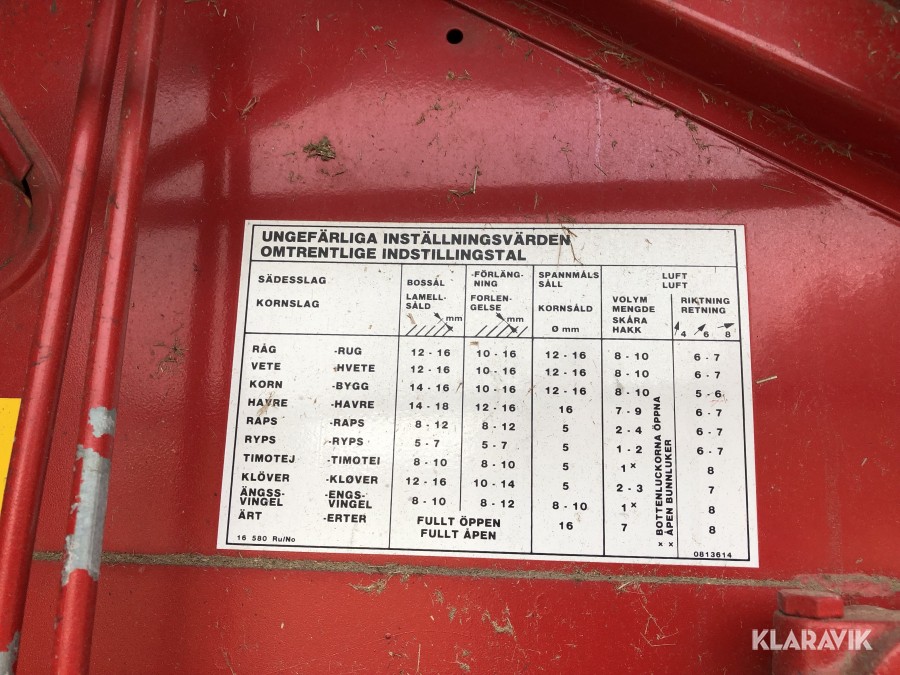 UNGEFÄRLIGA INSTÄLLNINGSVÄRDEN
OMTRENTLIGE INDSTILLINGSTAL
SÄDESSLAG BOSSÅL -FÖRLÄNG- SPANNMÅLS LUFT
NING SÅLL LUFT
KORNSLAG LAMELL- FORLEN- KORNSÅLD VOLYM RIKTNING
SÅLD GELSE MENGDE RETNING
mm mm Ø mm SKÅRA
HAKK 4 6 8
RÅG -RUG 12 - 16 10 - 16 12 - 16 8 - 10 6 - 7
VETE -HVETE 12 - 16 10 - 16 12 - 16 8 - 10 6 - 7
KORN -BYGG 14 - 16 10 - 16 12 - 16 8 - 10 5 - 6
HAVRE -HAVRE 14 - 18 12 - 16 16 7 - 9 6 - 7
RAPS -RAPS 8 - 12 8 - 12 5 2 - 4 6 - 7
RYPS -RYPS 5 - 7 5 - 7 5 1 - 2 6 - 7
TIMOTEJ -TIMOTEI 8 - 10 8 - 10 5 1× 8
KLÖVER -KLØVER 12 - 16 10 - 14 5 2 - 3 7
ÄNGSS- -ENGS-
VINGEL VINGEL 8 - 10 8 - 12 8 - 10 1× 8
ÄRT -ERTER FULLT ÖPPEN 16 7 8
FULLT ÅPEN
× BOTTENLUCKORNA ÖPPNA
× ÅPEN BUNNLUKER
16 580 Ru/No 0813614
KLARAVIK